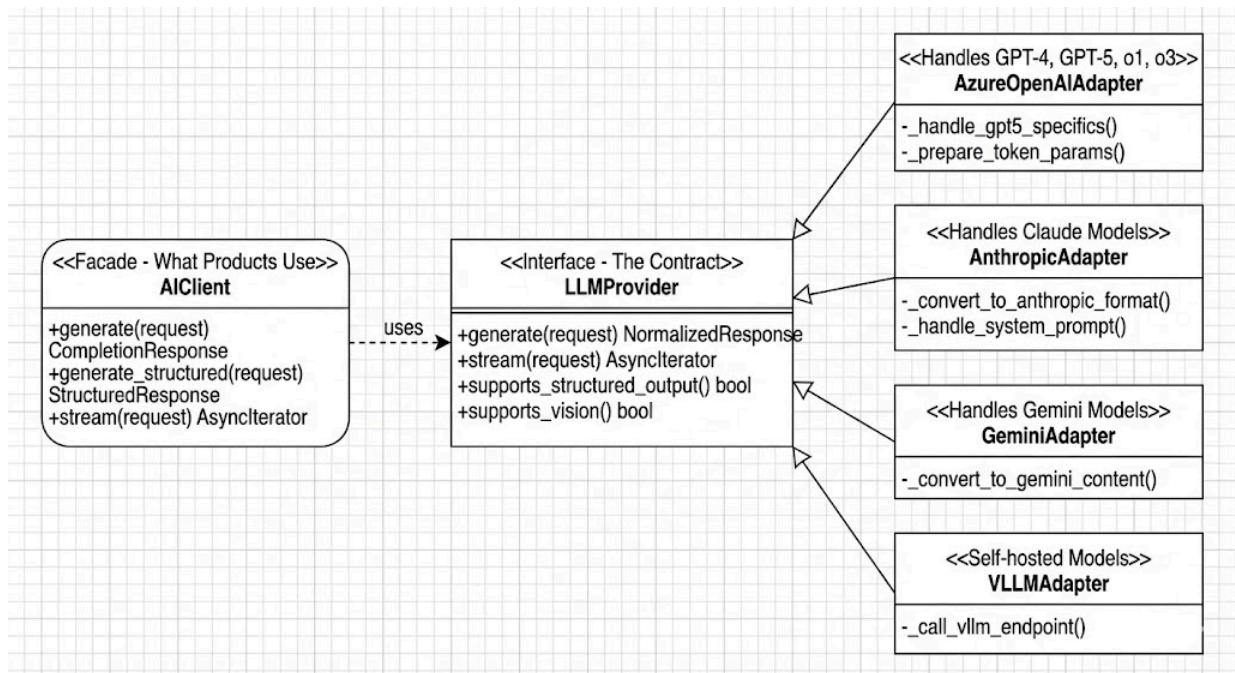 <<Facade - What Products Use>>
AIClient
+generate(request)
CompletionResponse
+generate_structured(request)
StructuredResponse
+stream(request) AsyncIterator
uses
<<Interface - The Contract>>
LLMProvider
+generate(request) NormalizedResponse
+stream(request) AsyncIterator
+supports_structured_output() bool
+supports_vision() bool
<<Handles GPT-4, GPT-5, o1, o3>>
AzureOpenAIAdapter
-_handle_gpt5_specifics()
-_prepare_token_params()
<<Handles Claude Models>>
AnthropicAdapter
-_convert_to_anthropic_format()
-_handle_system_prompt()
<<Handles Gemini Models>>
GeminiAdapter
-_convert_to_gemini_content()
<<Self-hosted Models>>
VLLMAdapter
-_call_vllm_endpoint()